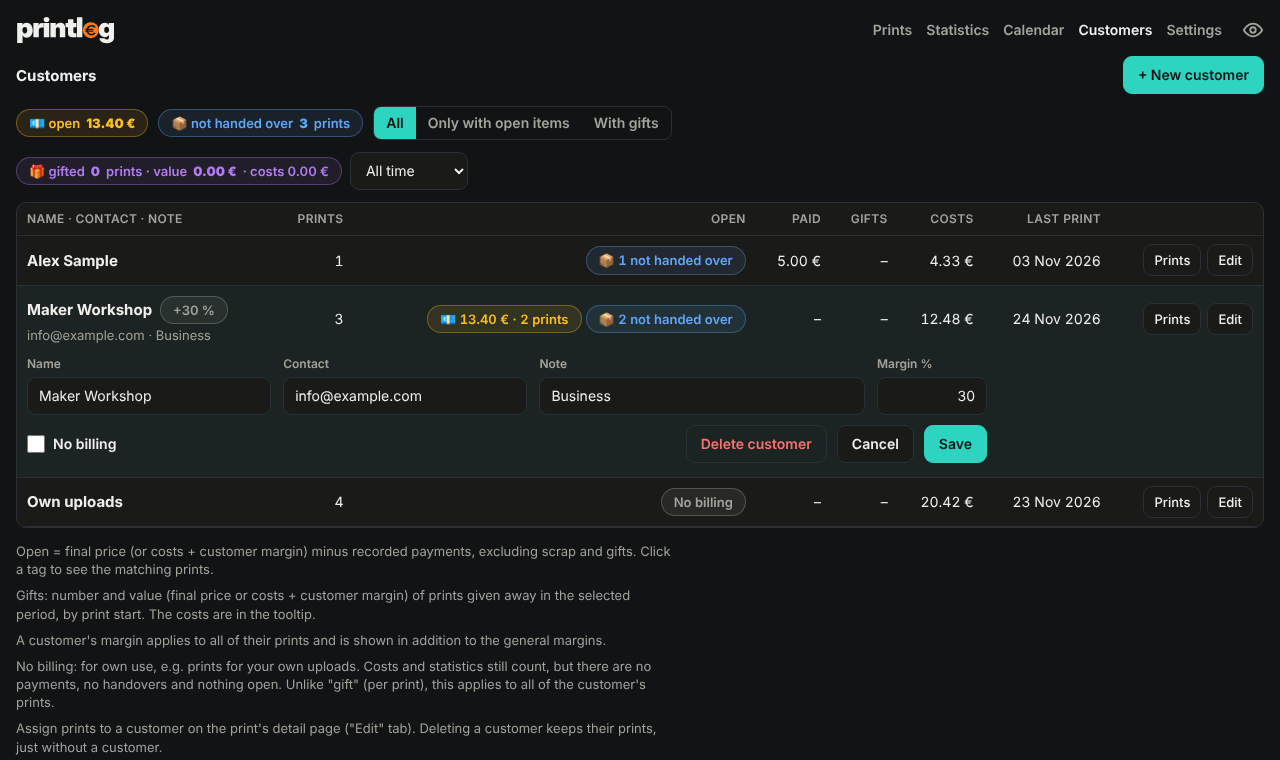 printlog
Prints Statistics Calendar Customers Settings
Customers
+ New customer
open 13.40 € not handed over 3 prints All Only with open items With gifts
gifted 0 prints · value 0.00 € · costs 0.00 € All time
NAME · CONTACT · NOTE PRINTS OPEN PAID GIFTS COSTS LAST PRINT
Alex Sample 1 1 not handed over 5.00 € – 4.33 € 03 Nov 2026 Prints Edit
Maker Workshop +30 % 3 13.40 € · 2 prints 2 not handed over – – 12.48 € 24 Nov 2026 Prints Edit
info@example.com · Business
Name Contact Note Margin %
Maker Workshop info@example.com Business 30
No billing Delete customer Cancel Save
Own uploads 4 No billing – – 20.42 € 23 Nov 2026 Prints Edit
Open = final price (or costs + customer margin) minus recorded payments, excluding scrap and gifts. Click
a tag to see the matching prints.
Gifts: number and value (final price or costs + customer margin) of prints given away in the selected
period, by print start. The costs are in the tooltip.
A customer's margin applies to all of their prints and is shown in addition to the general margins.
No billing: for own use, e.g. prints for your own uploads. Costs and statistics still count, but there are no
payments, no handovers and nothing open. Unlike "gift" (per print), this applies to all of the customer's
prints.
Assign prints to a customer on the print's detail page ("Edit" tab). Deleting a customer keeps their prints,
just without a customer.